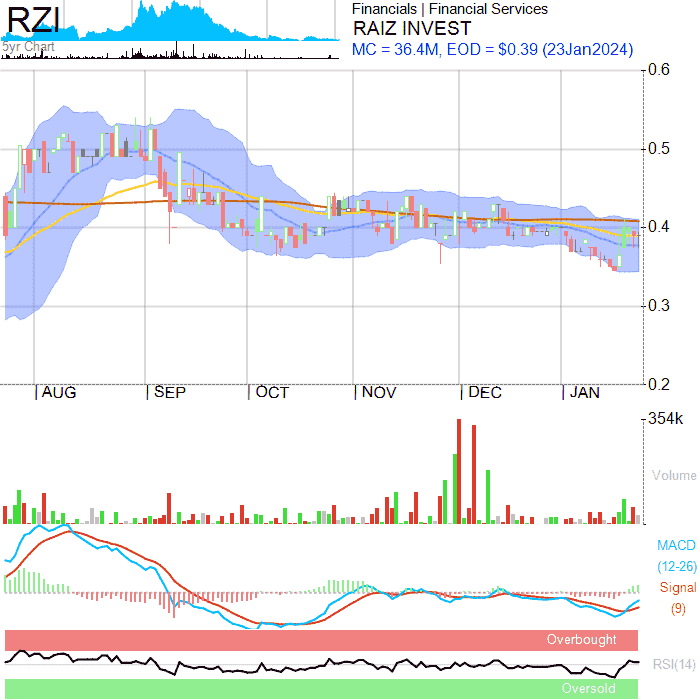 RZI
5yr Chart
Financials | Financial Services
RAIZ INVEST
MC = 36.4M, EOD = $0.39 (23Jan2024)
0.6
0.5
0.4
0.3
0.2
AUG SEP OCT NOV DEC JAN
354k
Volume
MACD
(12-26)
Signal
(9)
Overbought
RSI(14)
Oversold